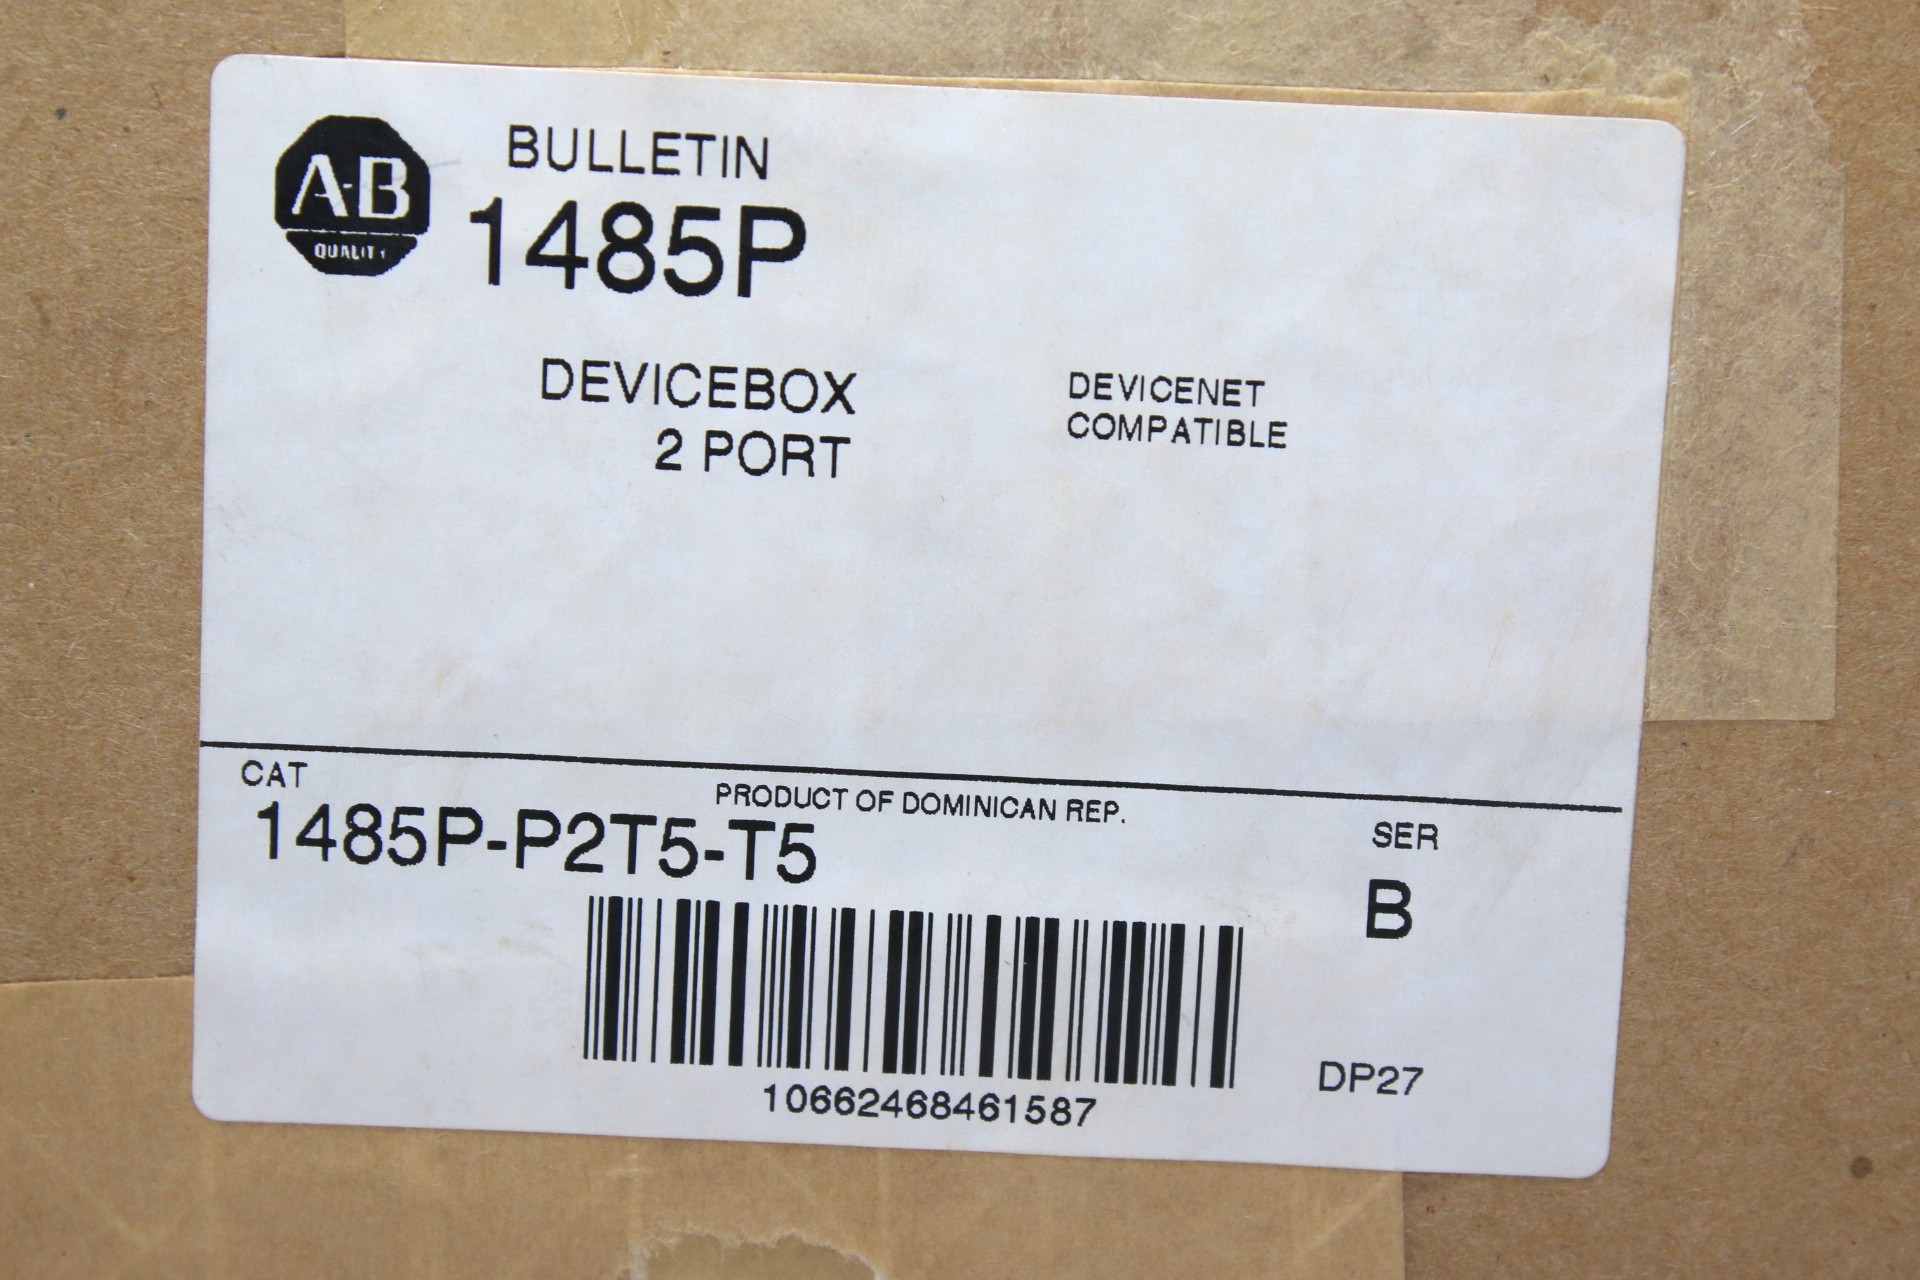 A-B
QUALITY
BULLETIN
1485P
DEVICEBOX
2 PORT
DEVICENET
COMPATIBLE
CAT
PRODUCT OF DOMINICAN REP.
1485P-P2T5-T5
SER
B
10662468461587
DP27